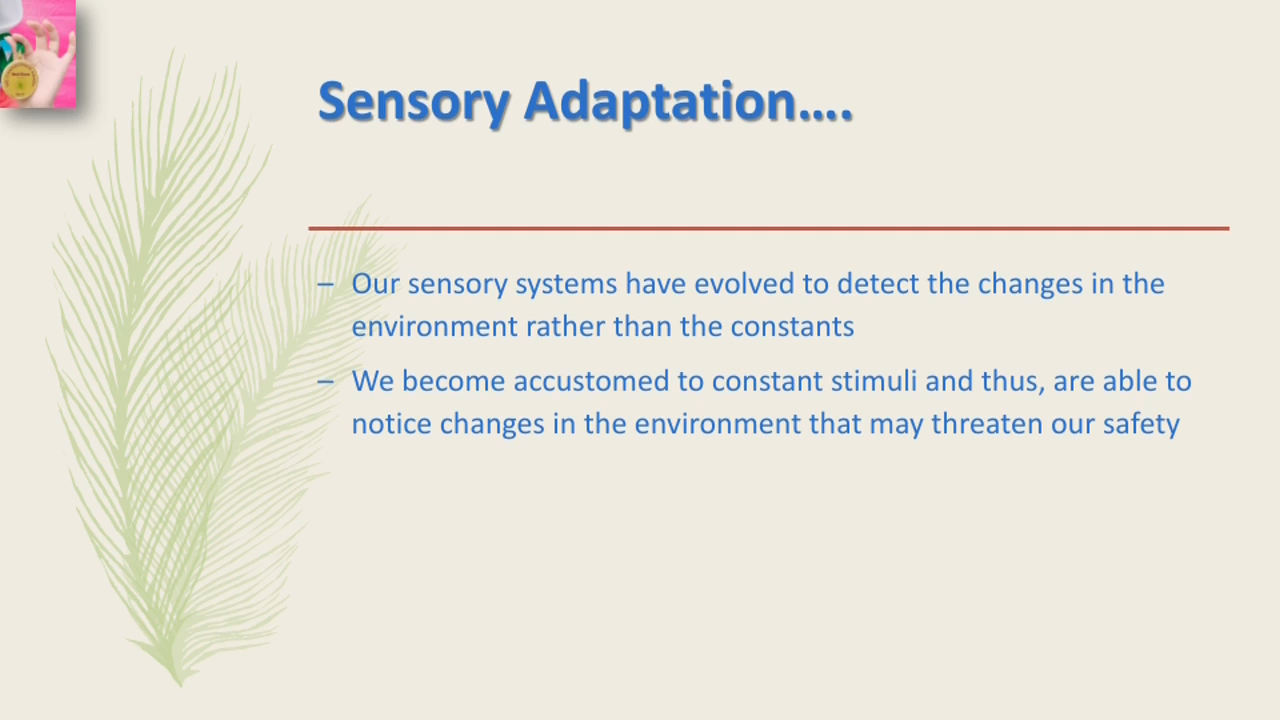 Sensory Adaptation....
– Our sensory systems have evolved to detect the changes in the
environment rather than the constants
– We become accustomed to constant stimuli and thus, are able to
notice changes in the environment that may threaten our safety